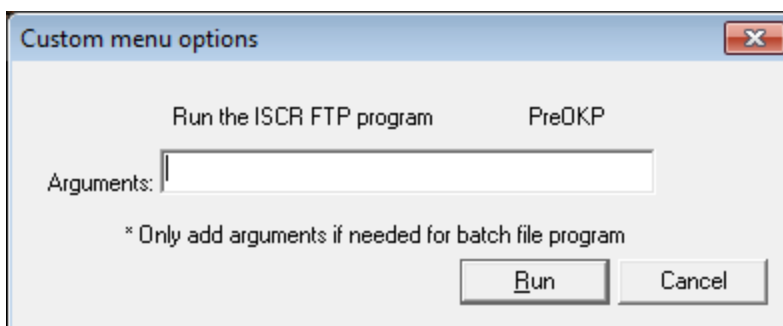 Custom menu options
Run the ISCR FTP program PreOKP
Arguments:
* Only add arguments if needed for batch file program
Run Cancel